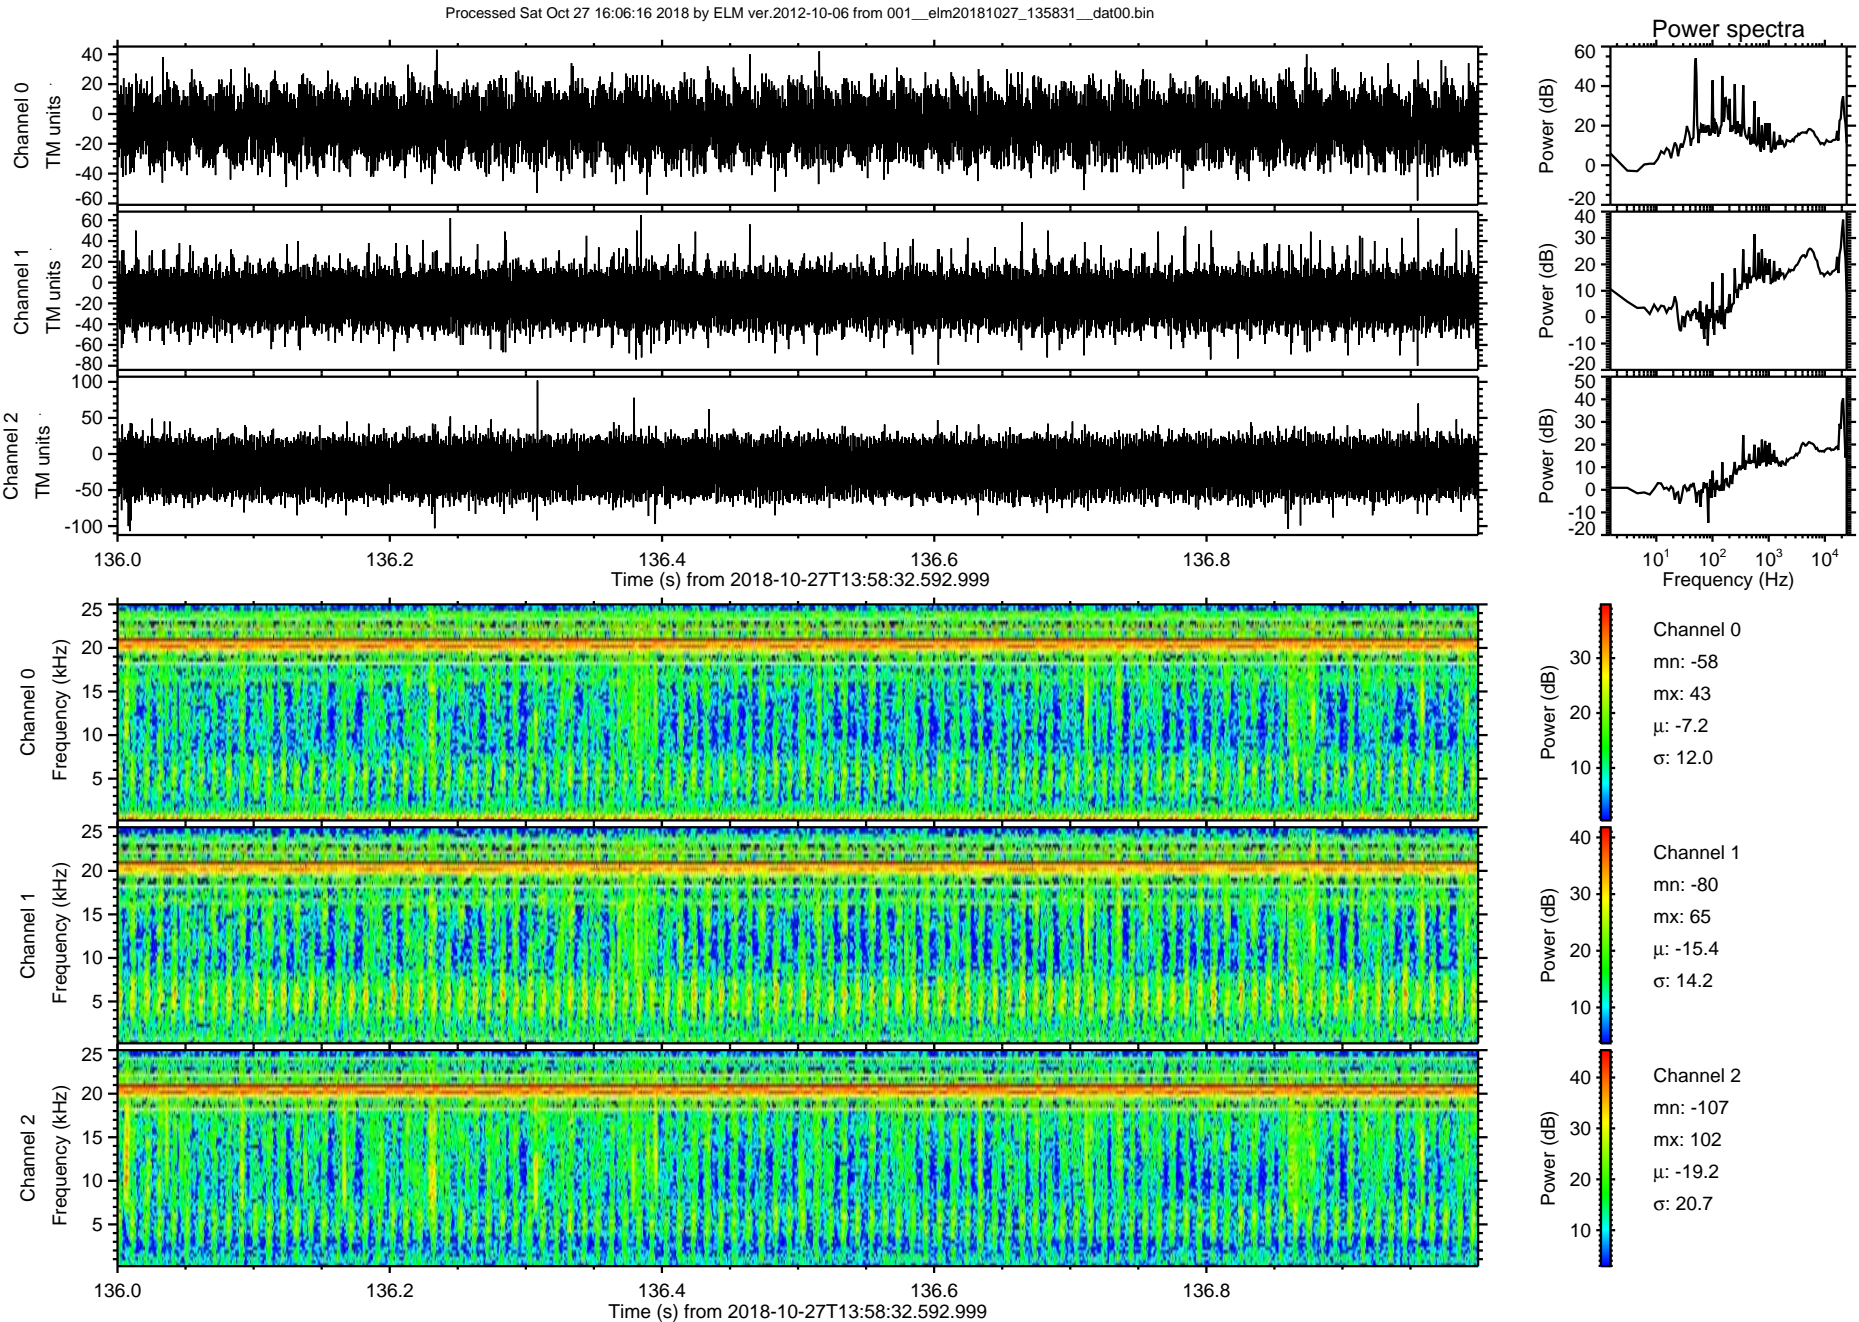 Processed Sat Oct 27 16:06:16 2018 by ELM ver.2012-10-06 from 001__elm20181027_135831__dat00.bin
Power spectra
Channel 0
TM units
40
20
0
-20
-40
-60
Power (dB)
60
40
20
0
-20
Channel 1
TM units
60
40
20
0
-20
-40
-60
-80
Power (dB)
40
30
20
10
0
-10
-20
Channel 2
TM units
100
50
0
-50
-100
Power (dB)
50
40
30
20
10
0
-10
-20
136.0 136.2 136.4 136.6 136.8
Time (s) from 2018-10-27T13:58:32.592.999
10^1 10^2 10^3 10^4
Frequency (Hz)
Channel 0
Frequency (kHz)
25
20
15
10
5
Power (dB)
30
20
10
Channel 0
mn: -58
mx: 43
μ: -7.2
σ: 12.0
Channel 1
Frequency (kHz)
25
20
15
10
5
Power (dB)
40
30
20
10
Channel 1
mn: -80
mx: 65
μ: -15.4
σ: 14.2
Channel 2
Frequency (kHz)
25
20
15
10
5
Power (dB)
40
30
20
10
Channel 2
mn: -107
mx: 102
μ: -19.2
σ: 20.7
136.0 136.2 136.4 136.6 136.8
Time (s) from 2018-10-27T13:58:32.592.999